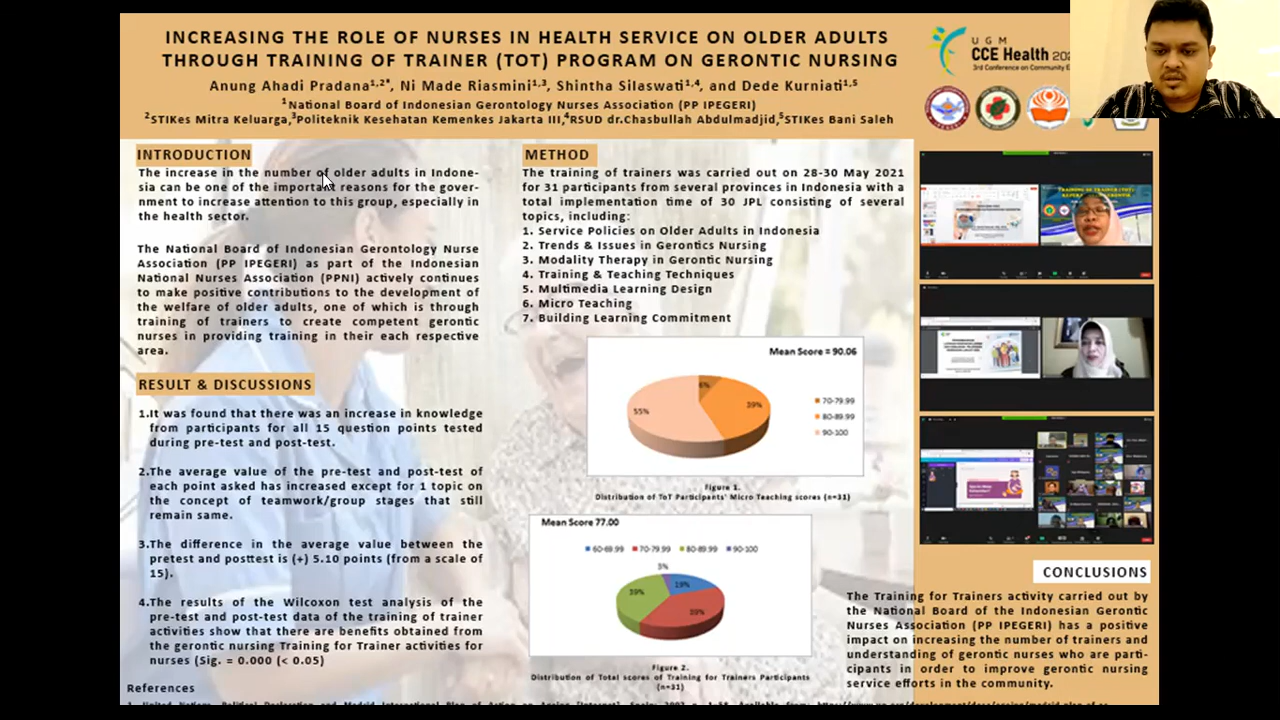 INCREASING THE ROLE OF NURSES IN HEALTH SERVICE ON OLDER ADULTS
THROUGH TRAINING OF TRAINER (TOT) PROGRAM ON GERONTIC NURSING
Anung Ahadi Pradana1,2*, Ni Made Riasmini1,3, Shintha Silaswati1,4, and Dede Kurniati1,5
1National Board of Indonesian Gerontology Nurses Association (PP IPEGERI)
2STIKes Mitra Keluarga,3Politeknik Kesehatan Kemenkes Jakarta III,4RSUD dr.Chasbullah Abdulmadjid,5STIKes Bani Saleh
UGM
CCE Health 202
3rd Conference on Community E
INTRODUCTION
The increase in the number of older adults in Indone-
sia can be one of the important reasons for the gover-
nment to increase attention to this group, especially in
the health sector.
The National Board of Indonesian Gerontology Nurse
Association (PP IPEGERI) as part of the Indonesian
National Nurses Association (PPNI) actively continues
to make positive contributions to the development of
the welfare of older adults, one of which is through
training of trainers to create competent gerontic
nurses in providing training in their each respective
area.
RESULT & DISCUSSIONS
1.It was found that there was an increase in knowledge
from participants for all 15 question points tested
during pre-test and post-test.
2.The average value of the pre-test and post-test of
each point asked has increased except for 1 topic on
the concept of teamwork/group stages that still
remain same.
3.The difference in the average value between the
pretest and posttest is (+) 5.10 points (from a scale of
15).
4.The results of the Wilcoxon test analysis of the
pre-test and post-test data of the training of trainer
activities show that there are benefits obtained from
the gerontic nursing Training for Trainer activities for
nurses (Sig. = 0.000 (< 0.05)
References
METHOD
The training of trainers was carried out on 28-30 May 2021
for 31 participants from several provinces in Indonesia with a
total implementation time of 30 JPL consisting of several
topics, including:
1. Service Policies on Older Adults in Indonesia
2. Trends & Issues in Gerontics Nursing
3. Modality Therapy in Gerontic Nursing
4. Training & Teaching Techniques
5. Multimedia Learning Design
6. Micro Teaching
7. Building Learning Commitment
Mean Score = 90.06
6%
39%
55%
70-79.99
80-89.99
90-100
Figure 1.
Distribution of ToT Participants' Micro Teaching scores (n=31)
Mean Score 77.00
60-69.99 70-79.99 80-89.99 90-100
3%
19%
39%
39%
Figure 2.
Distribution of Total scores of Training for Trainers Participants
(n=31)
TRAINING OF TRAINER (TOT)
CONCLUSIONS
The Training for Trainers activity carried out by
the National Board of the Indonesian Gerontic
Nurses Association (PP IPEGERI) has a positive
impact on increasing the number of trainers and
understanding of gerontic nurses who are parti-
cipants in order to improve gerontic nursing
service efforts in the community.